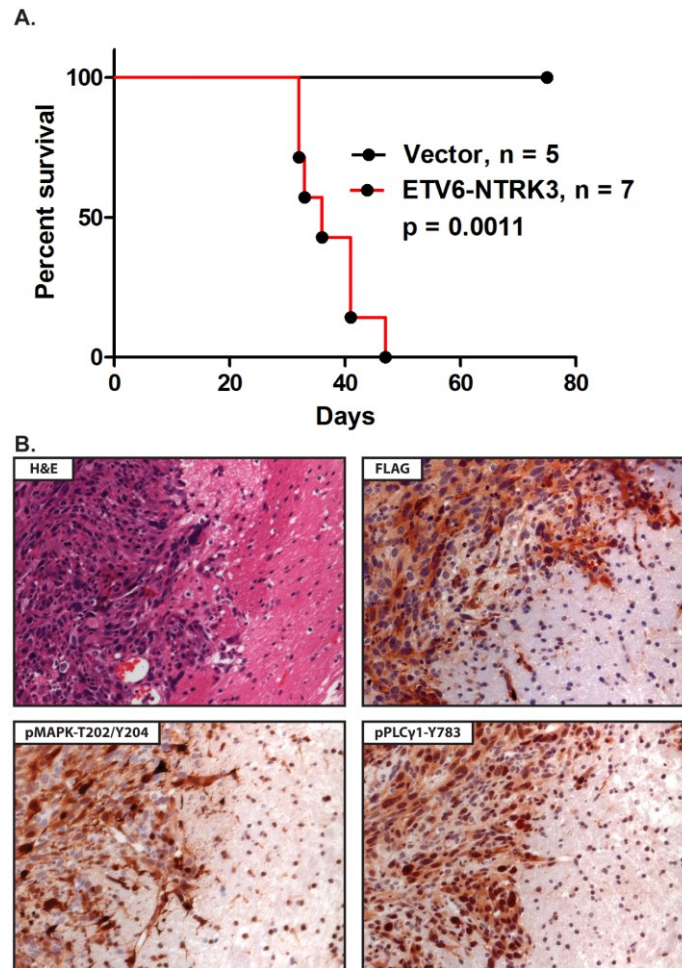 A.
100
50
0
Percent survival
Vector, n = 5
ETV6-NTRK3, n = 7
p = 0.0011
0 20 40 60 80
Days
B.
H&E
FLAG
pMAPK-T202/Y204
pPLCγ1-Y783